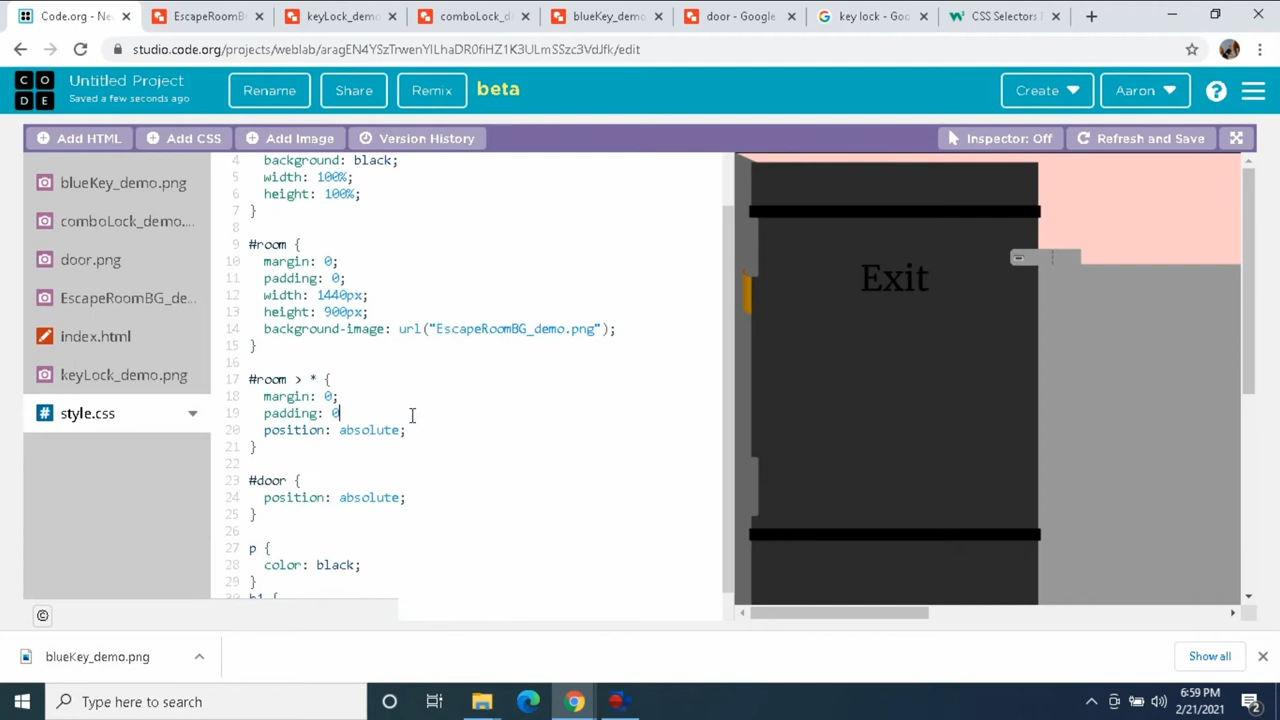 Code.org - Ne
EscapeRoomB
keyLock_demo
comboLock_d
blueKey_demo
door - Google
key lock - Goo
CSS Selectors F
studio.code.org/projects/weblab/aragEN4YSzTrwenYILhaDR0fiHZ1K3ULmSSzc3VdJfk/edit
C O
D E
Untitled Project
Saved a few seconds ago
Rename
Share
Remix
beta
Create
Aaron
?
Add HTML
Add CSS
Add Image
Version History
Inspector: Off
Refresh and Save
blueKey_demo.png
comboLock_demo....
door.png
EscapeRoomBG_de...
index.html
keyLock_demo.png
# style.css
4 background: black;
5 width: 100%;
6 height: 100%;
7 }
8
9 #room {
10 margin: 0;
11 padding: 0;
12 width: 1440px;
13 height: 900px;
14 background-image: url("EscapeRoomBG_demo.png");
15 }
16
17 #room > * {
18 margin: 0;
19 padding: 0
20 position: absolute;
21 }
22
23 #door {
24 position: absolute;
25 }
26
27 p {
28 color: black;
29 }
30 h1 {
Exit
©
blueKey_demo.png
Show all
Type here to search
6:59 PM
2/21/2021
2